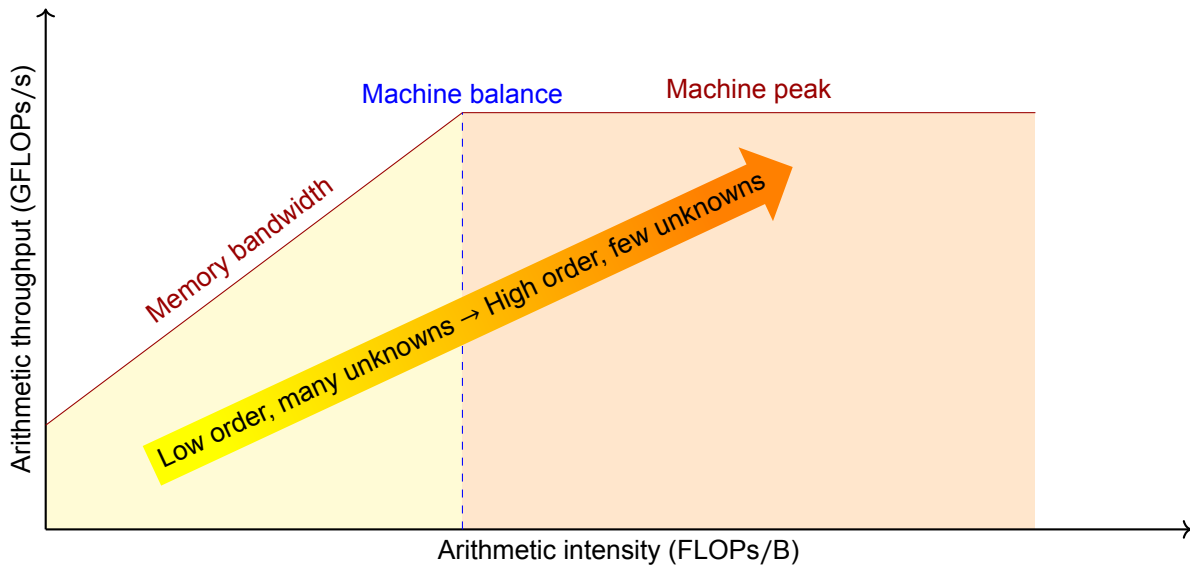 Machine balance
Machine peak
Memory bandwidth
Arithmetic throughput (GFLOPs/s)
Low order, many unknowns → High order, few unknowns
Arithmetic intensity (FLOPs/B)